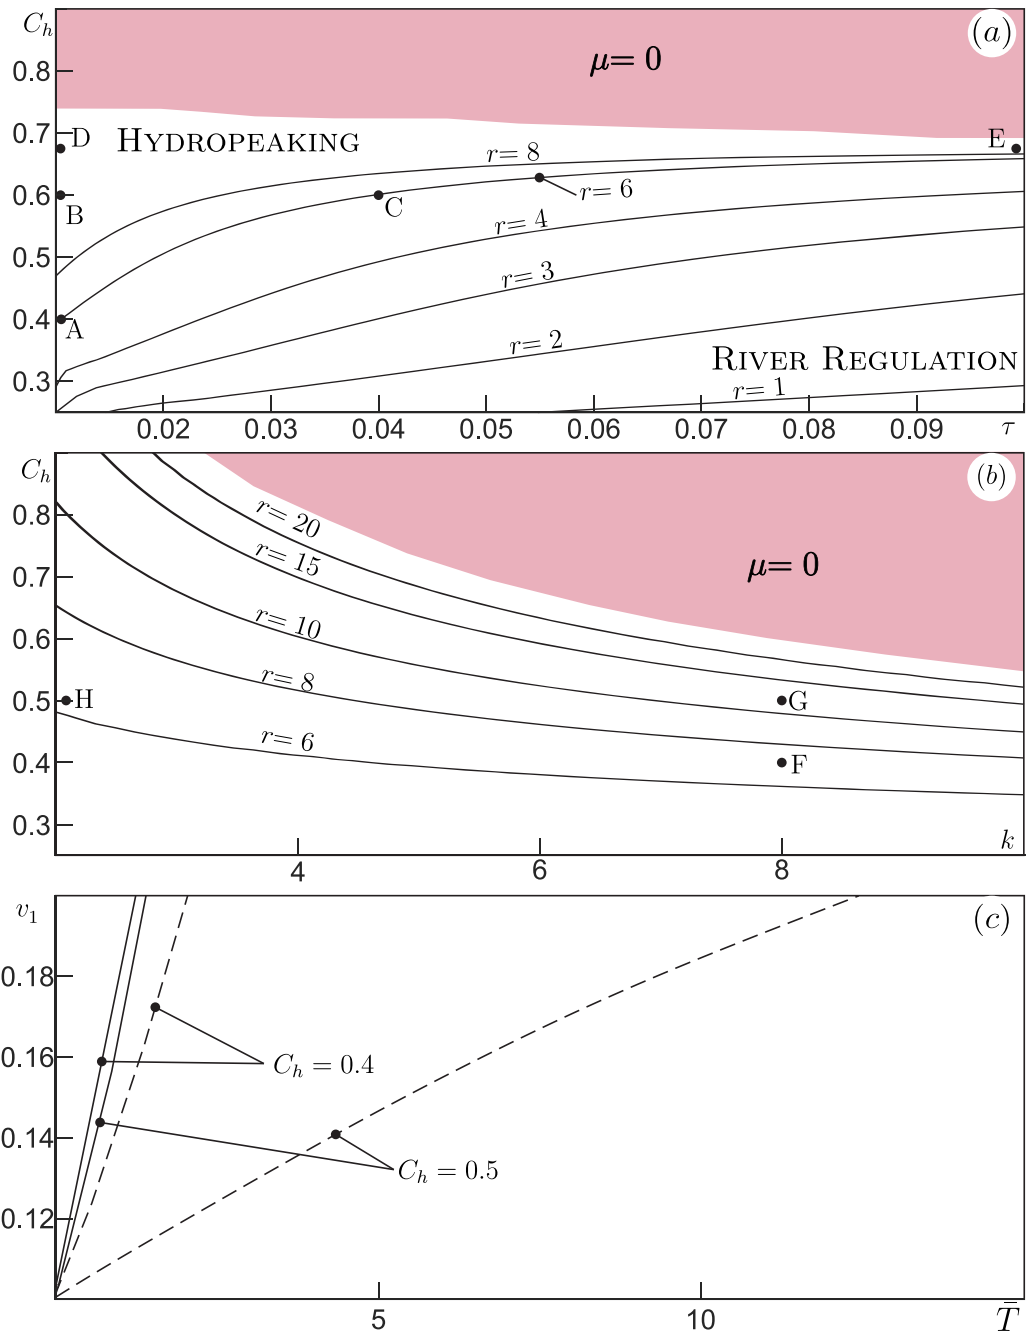 C_h
(a)
0.8
μ= 0
0.7
D
HYDROPEAKING
E
r= 8
0.6
B
C
r= 6
r= 4
0.5
r= 3
0.4
A
r= 2
RIVER REGULATION
0.3
r= 1
0.02
0.03
0.04
0.05
0.06
0.07
0.08
0.09
τ
C_h
(b)
0.8
r= 20
r= 15
μ= 0
0.7
r= 10
0.6
r= 8
0.5
H
G
r= 6
0.4
F
0.3
k
4
6
8
v_1
(c)
0.18
0.16
C_h = 0.4
0.14
C_h = 0.5
0.12
5
10
T̄